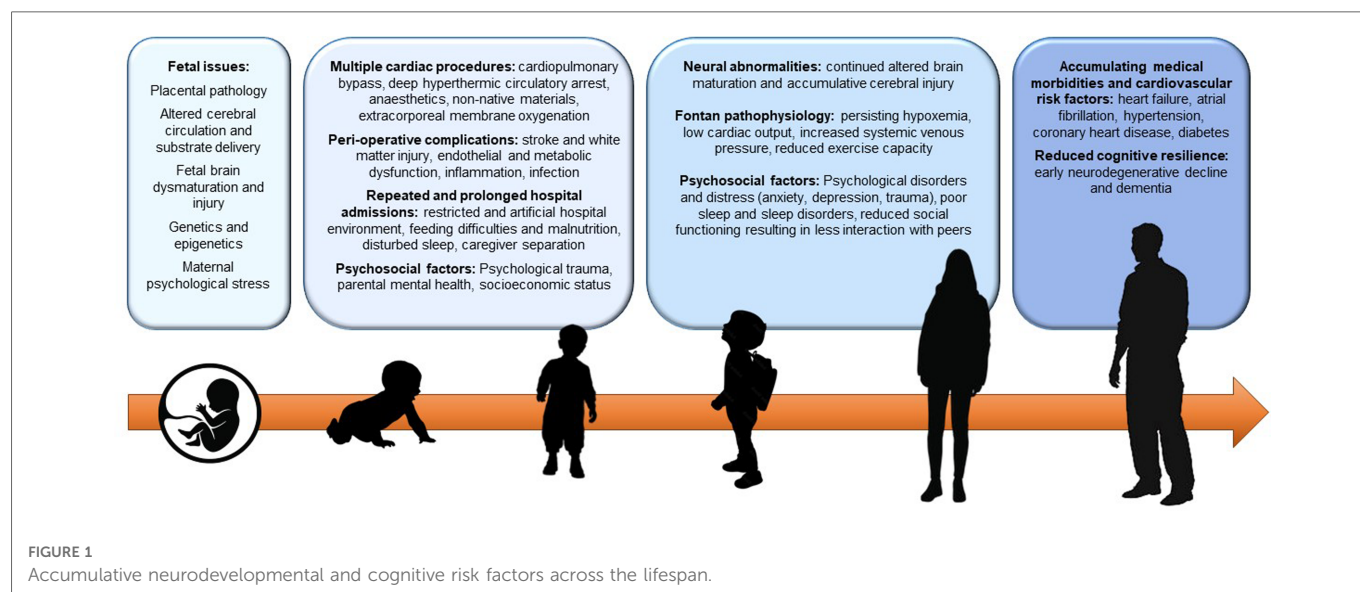 Fetal issues:
Placental pathology
Altered cerebral
circulation and
substrate delivery
Fetal brain
dysmaturation and
injury
Genetics and
epigenetics
Maternal
psychological stress
Multiple cardiac procedures: cardiopulmonary
bypass, deep hyperthermic circulatory arrest,
anaesthetics, non-native materials,
extracorporeal membrane oxygenation
Peri-operative complications: stroke and white
matter injury, endothelial and metabolic
dysfunction, inflammation, infection
Repeated and prolonged hospital
admissions: restricted and artificial hospital
environment, feeding difficulties and malnutrition,
disturbed sleep, caregiver separation
Psychosocial factors: Psychological trauma,
parental mental health, socioeconomic status
Neural abnormalities: continued altered brain
maturation and accumulative cerebral injury
Fontan pathophysiology: persisting hypoxemia,
low cardiac output, increased systemic venous
pressure, reduced exercise capacity
Psychosocial factors: Psychological disorders
and distress (anxiety, depression, trauma), poor
sleep and sleep disorders, reduced social
functioning resulting in less interaction with peers
Accumulating medical
morbidities and cardiovascular
risk factors: heart failure, atrial
fibrillation, hypertension,
coronary heart disease, diabetes
Reduced cognitive resilience:
early neurodegenerative decline
and dementia
FIGURE 1
Accumulative neurodevelopmental and cognitive risk factors across the lifespan.